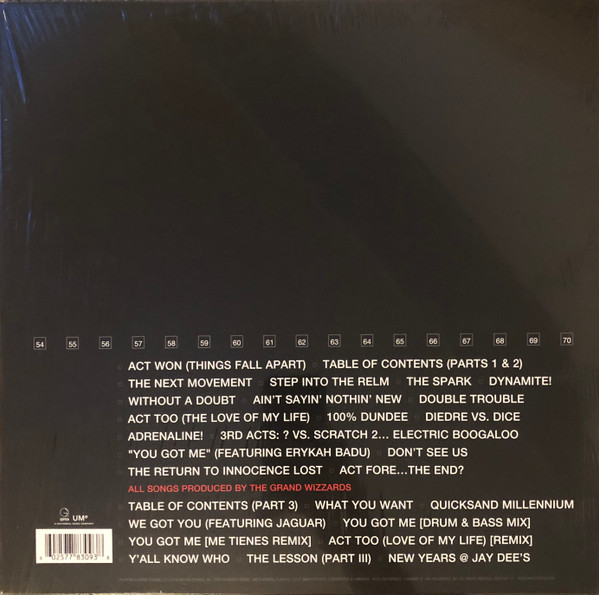 54 55 56 57 58 59 60 61 62 63 64 65 66 67 68 69 70
ACT WON (THINGS FALL APART) TABLE OF CONTENTS (PARTS 1 & 2)
THE NEXT MOVEMENT STEP INTO THE RELM THE SPARK DYNAMITE!
WITHOUT A DOUBT AIN'T SAYIN' NOTHIN' NEW DOUBLE TROUBLE
ACT TOO (THE LOVE OF MY LIFE) 100% DUNDEE DIEDRE VS. DICE
ADRENALINE! 3RD ACTS: ? VS. SCRATCH 2... ELECTRIC BOOGALOO
"YOU GOT ME" (FEATURING ERYKAH BADU) DON'T SEE US
THE RETURN TO INNOCENCE LOST ACT FORE...THE END?
ALL SONGS PRODUCED BY THE GRAND WIZZARDS
TABLE OF CONTENTS (PART 3) WHAT YOU WANT QUICKSAND MILLENNIUM
WE GOT YOU (FEATURING JAGUAR) YOU GOT ME [DRUM & BASS MIX]
YOU GOT ME [ME TIENES REMIX] ACT TOO (LOVE OF MY LIFE) [REMIX]
Y'ALL KNOW WHO THE LESSON (PART III) NEW YEARS @ JAY DEE'S
G UMe
6 02577 83093 8